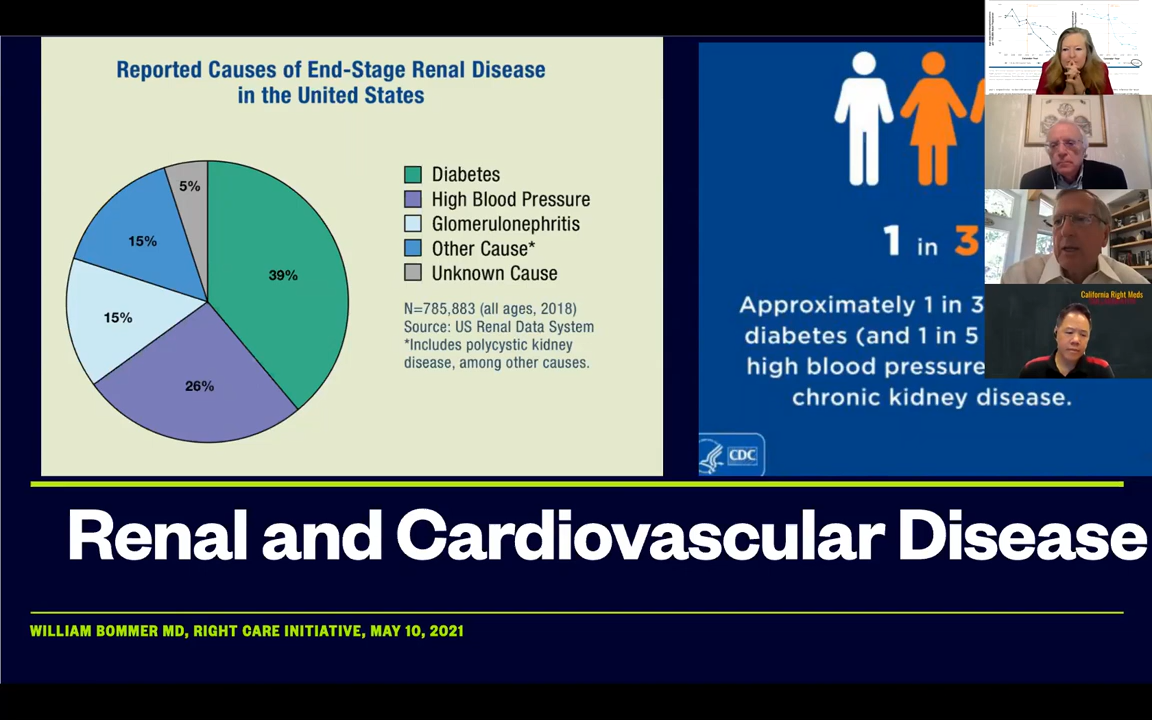 Reported Causes of End-Stage Renal Disease
in the United States
5%
15%
39%
15%
26%
Diabetes
High Blood Pressure
Glomerulonephritis
Other Cause*
Unknown Cause
N=785,883 (all ages, 2018)
Source: US Renal Data System
*Includes polycystic kidney
disease, among other causes.
1 in 3
Approximately 1 in 3
diabetes (and 1 in 5
high blood pressure
chronic kidney disease.
CDC
California Right Meds
Renal and Cardiovascular Disease
WILLIAM BOMMER MD, RIGHT CARE INITIATIVE, MAY 10, 2021